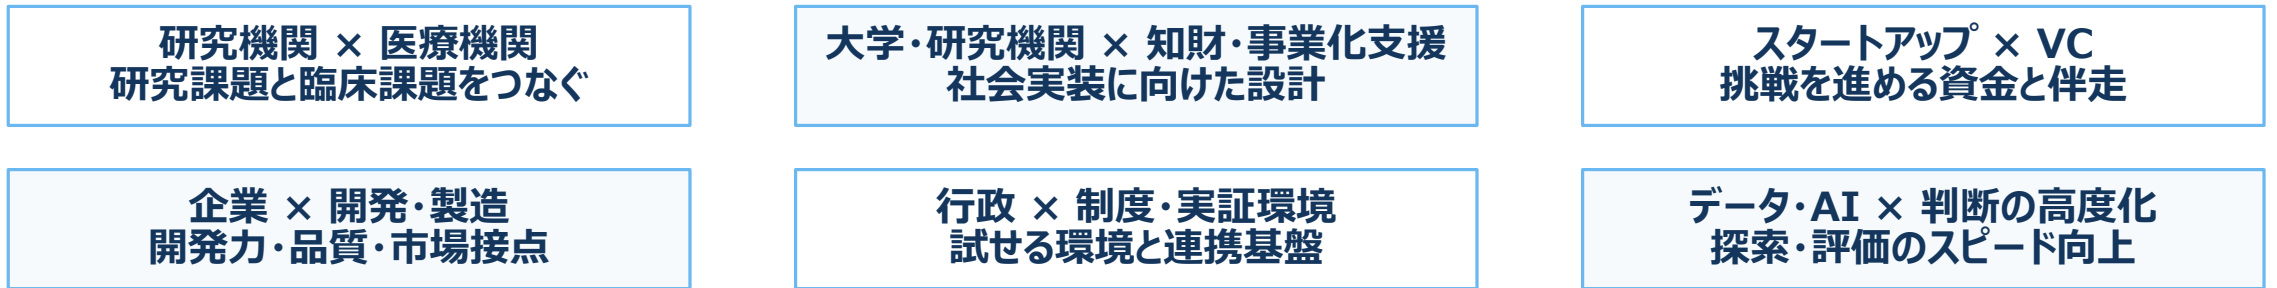 研究機関 × 医療機関
研究課題と臨床課題をつなぐ
大学･研究機関 × 知財･事業化支援
社会実装に向けた設計
スタートアップ × VC
挑戦を進める資金と伴走
企業 × 開発･製造
開発力･品質･市場接点
行政 × 制度･実証環境
試せる環境と連携基盤
データ･AI × 判断の高度化
探索･評価のスピード向上